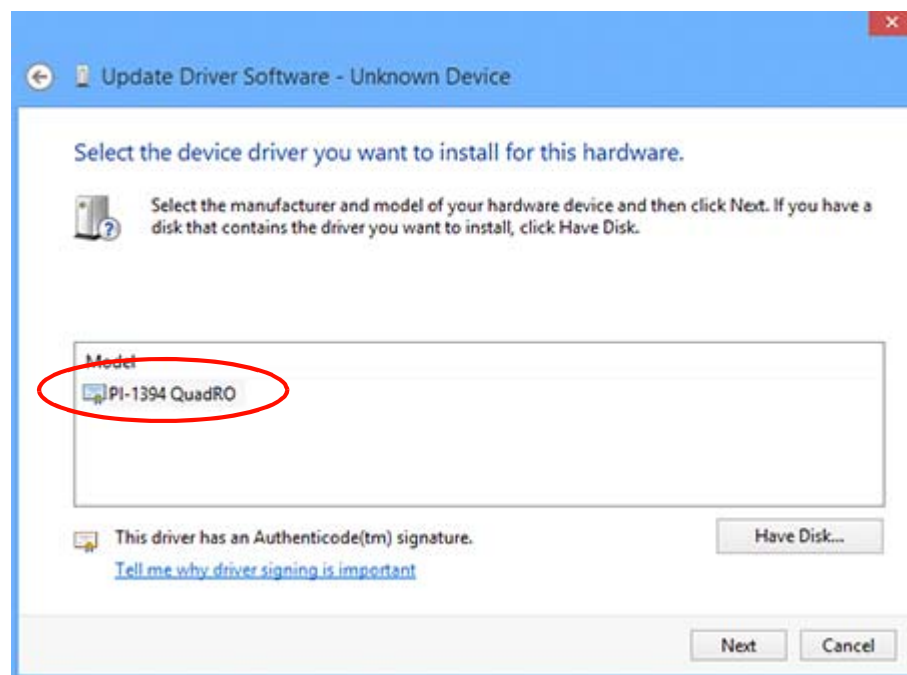 Update Driver Software - Unknown Device
Select the device driver you want to install for this hardware.
Select the manufacturer and model of your hardware device and then click Next. If you have a
disk that contains the driver you want to install, click Have Disk.
Model
PI-1394 QuadRO
This driver has an Authenticode(tm) signature.
Have Disk...
Tell me why driver signing is important
Next
Cancel